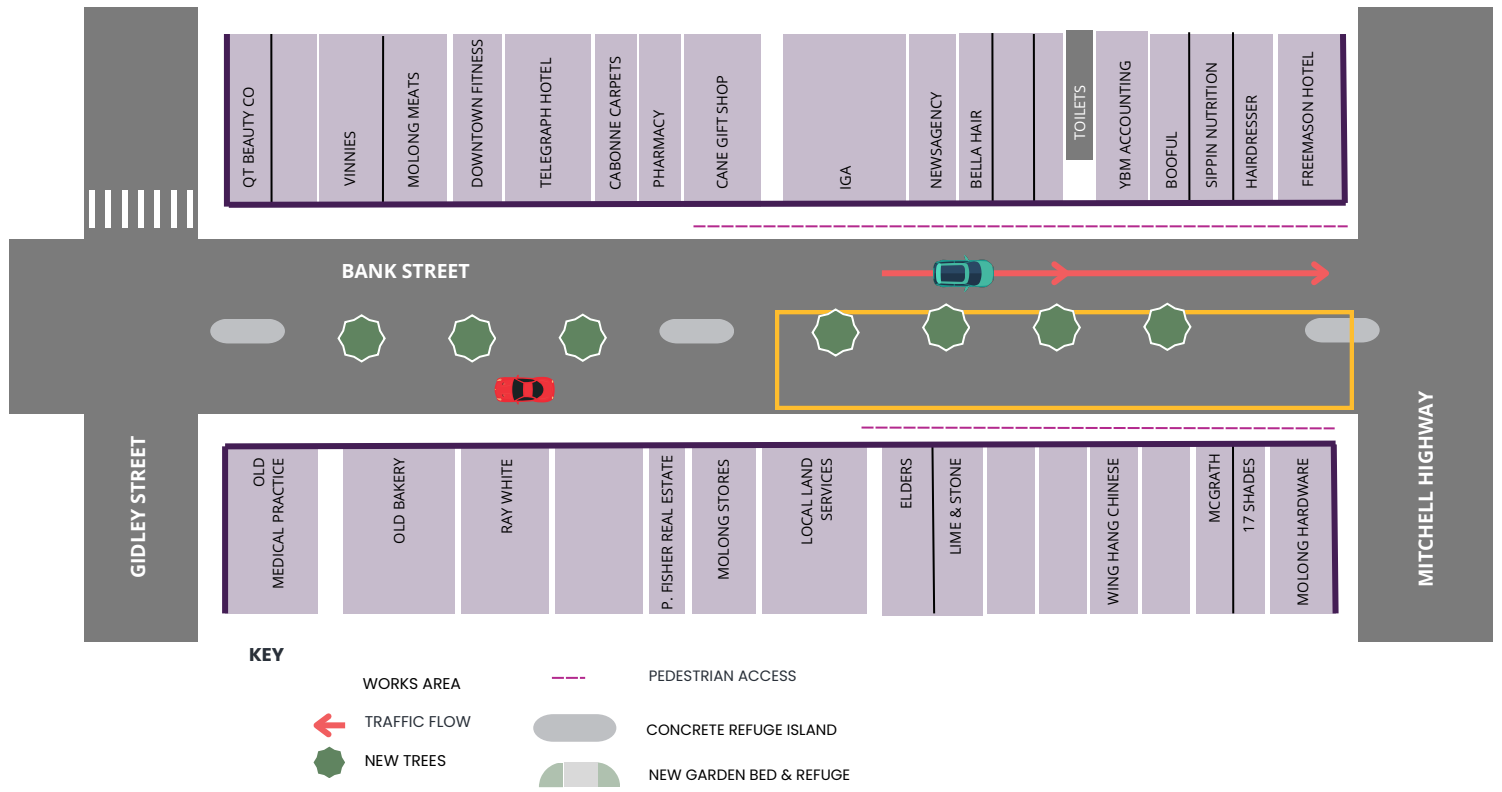 QT BEAUTY CO
VINNIES
MOLONG MEATS
DOWNTOWN FITNESS
TELEGRAPH HOTEL
CABONNE CARPETS
PHARMACY
CANE GIFT SHOP
IGA
NEWSAGENCY
BELLA HAIR
TOILETS
YBM ACCOUNTING
BOOFUL
SIPPIN NUTRITION
HAIRDRESSER
FREEMASON HOTEL
BANK STREET
GIDLEY STREET
MITCHELL HIGHWAY
OLD
MEDICAL PRACTICE
OLD BAKERY
RAY WHITE
P. FISHER REAL ESTATE
MOLONG STORES
LOCAL LAND
SERVICES
ELDERS
LIME & STONE
WING HANG CHINESE
MCGRATH
17 SHADES
MOLONG HARDWARE
KEY
WORKS AREA
TRAFFIC FLOW
NEW TREES
PEDESTRIAN ACCESS
CONCRETE REFUGE ISLAND
NEW GARDEN BED & REFUGE